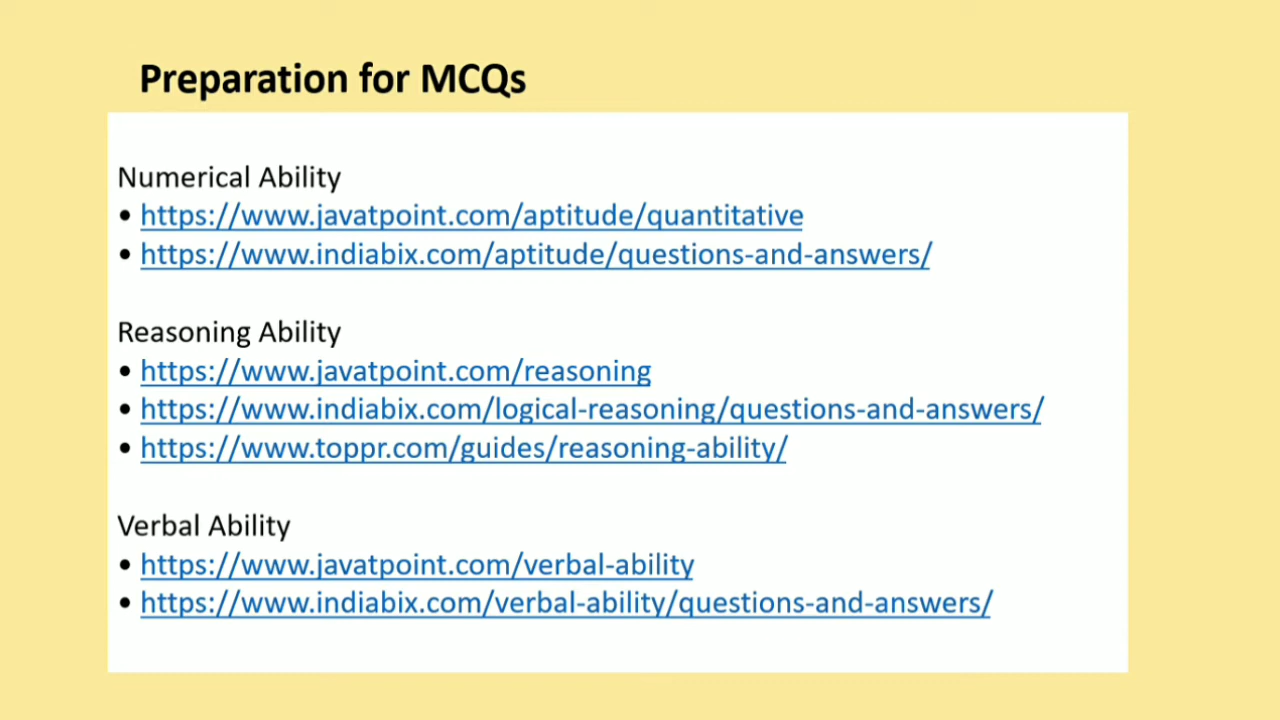 Preparation for MCQs
Numerical Ability
• https://www.javatpoint.com/aptitude/quantitative
• https://www.indiabix.com/aptitude/questions-and-answers/
Reasoning Ability
• https://www.javatpoint.com/reasoning
• https://www.indiabix.com/logical-reasoning/questions-and-answers/
• https://www.toppr.com/guides/reasoning-ability/
Verbal Ability
• https://www.javatpoint.com/verbal-ability
• https://www.indiabix.com/verbal-ability/questions-and-answers/